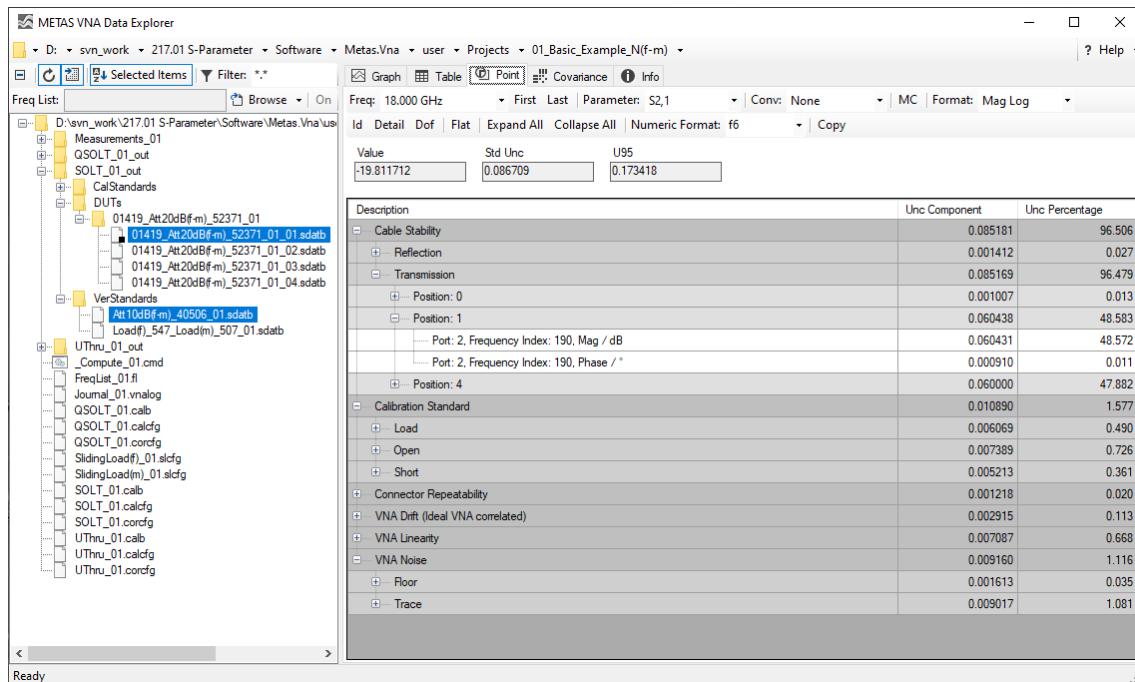 METAS VNA Data Explorer
D: svn_work 217.01 S-Parameter Software Metas.Vna user Projects 01_Basic_Example_N(f-m) ? Help
Selected Items Filter: *.*
Freq List: Browse On
D:\svn_work\217.01 S-Parameter\Software\Metas.Vna\use
Measurements_01
QSOLT_01_out
SOLT_01_out
CalStandards
DUTs
01419_Att20dB(f-m)_52371_01
01419_Att20dB(f-m)_52371_01_01.sdatb
01419_Att20dB(f-m)_52371_01_02.sdatb
01419_Att20dB(f-m)_52371_01_03.sdatb
01419_Att20dB(f-m)_52371_01_04.sdatb
VerStandards
Att10dB(f-m)_40506_01.sdatb
Load(f)_547_Load(m)_507_01.sdatb
UThru_01_out
_Compute_01.cmd
FreqList_01.fl
Journal_01.vnalog
QSOLT_01.calb
QSOLT_01.calcfg
QSOLT_01.corcfg
SlidingLoad(f)_01.slcfg
SlidingLoad(m)_01.slcfg
SOLT_01.calb
SOLT_01.calcfg
SOLT_01.corcfg
UThru_01.calb
UThru_01.calcfg
UThru_01.corcfg
Graph Table Point Covariance Info
Freq: 18.000 GHz First Last Parameter: S2,1 Conv: None MC Format: Mag Log
Id Detail Dof Flat Expand All Collapse All Numeric Format: f6 Copy
Value Std Unc U95
-19.811712 0.086709 0.173418
Description Unc Component Unc Percentage
Cable Stability 0.085181 96.506
Reflection 0.001412 0.027
Transmission 0.085169 96.479
Position: 0 0.001007 0.013
Position: 1 0.060438 48.583
Port: 2, Frequency Index: 190, Mag / dB 0.060431 48.572
Port: 2, Frequency Index: 190, Phase / ° 0.000910 0.011
Position: 4 0.060000 47.882
Calibration Standard 0.010890 1.577
Load 0.006069 0.490
Open 0.007389 0.726
Short 0.005213 0.361
Connector Repeatability 0.001218 0.020
VNA Drift (Ideal VNA correlated) 0.002915 0.113
VNA Linearity 0.007087 0.668
VNA Noise 0.009160 1.116
Floor 0.001613 0.035
Trace 0.009017 1.081
Ready